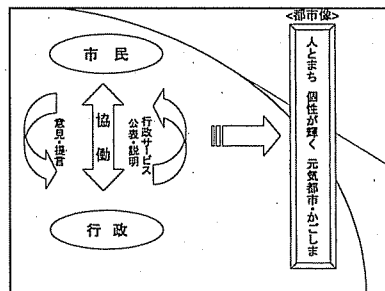 <都市像>
市民
人とまち 個性が輝く 元気都市・かごしま
意見・提言
協働
行政サービス
公表・説明
行政